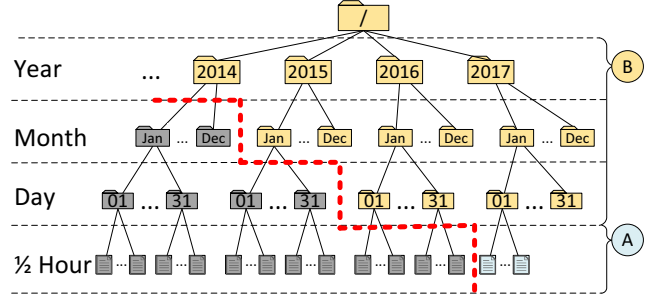 /
Year ... 2014 2015 2016 2017 B
Month Jan ... Dec Jan ... Dec Jan ... Dec Jan ... Dec
Day 01 ... 31 01 ... 31 01 ... 31 01 ... 31
A
½ Hour ... ... ... ... ... ... ...